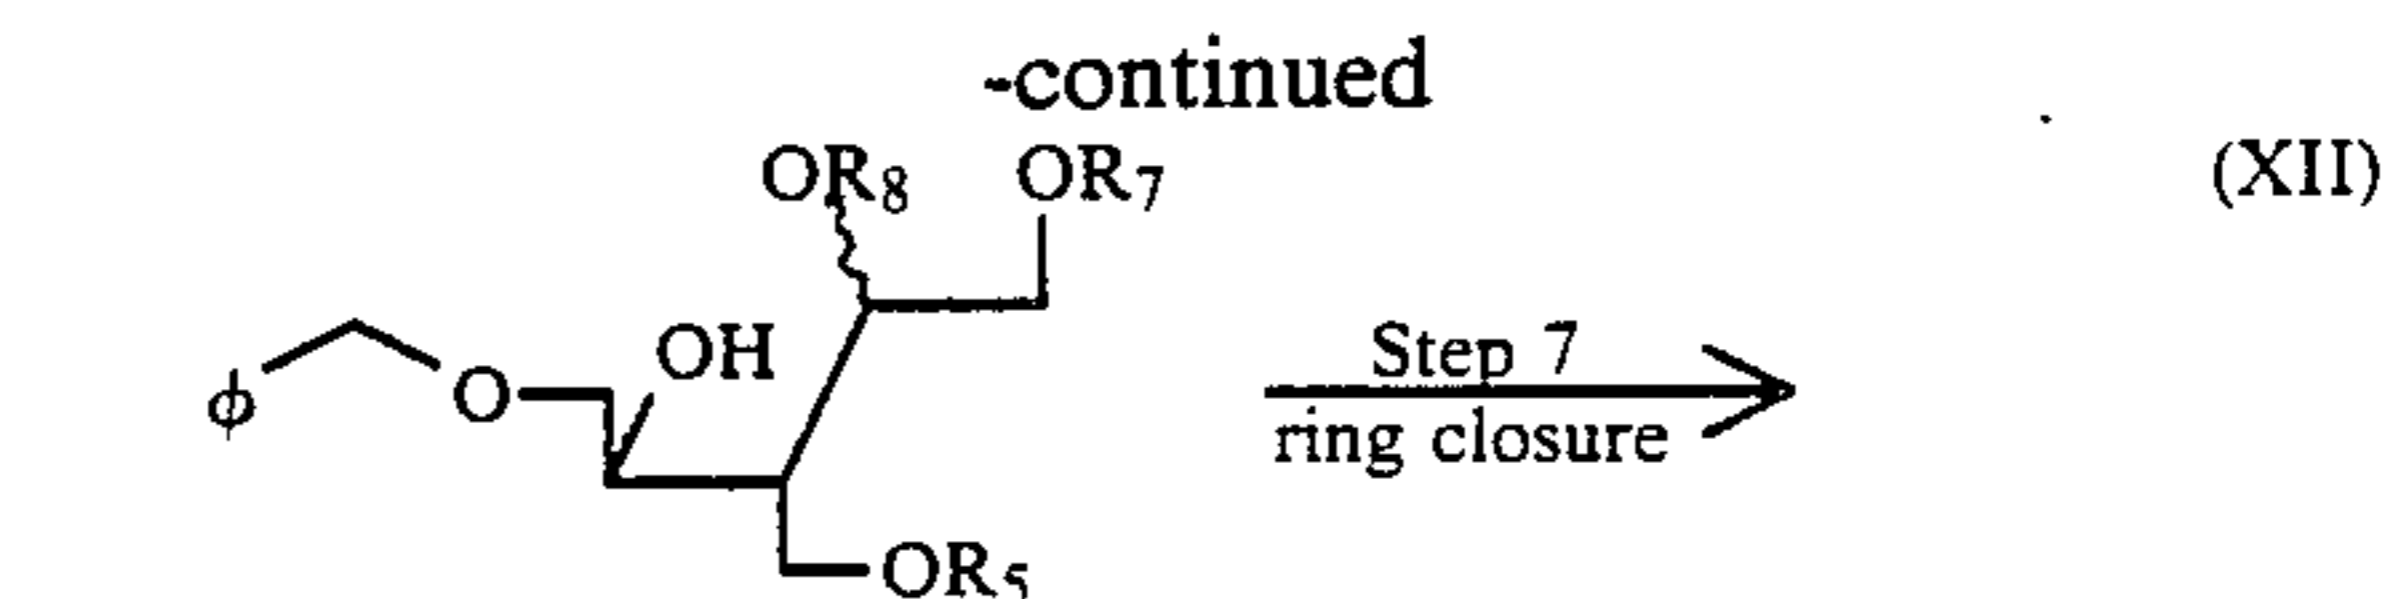 -continued
OR8 OR7 (XII)
OH
Step 7
ϕ O
ring closure
OR5